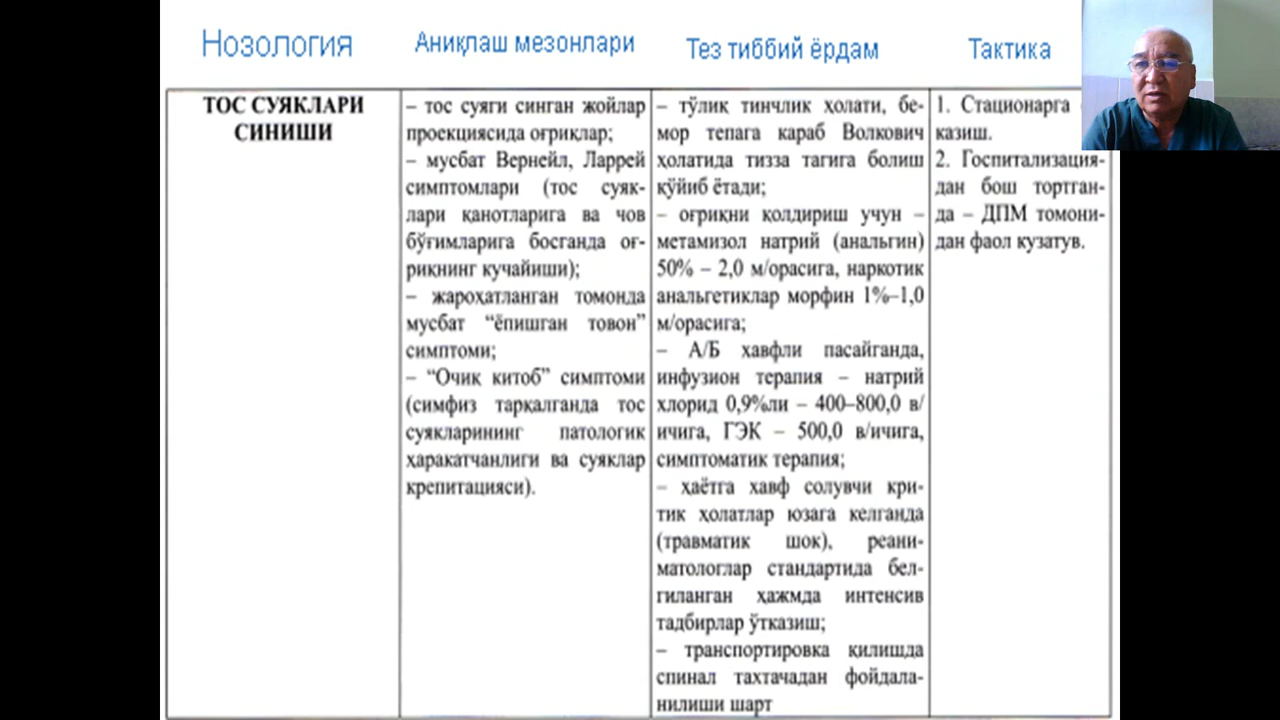 Нозология
Аниқлаш мезонлари
Тез тиббий ёрдам
Тактика
ТОС СУЯКЛАРИ
СИНИШИ
– тос суяги синган жойлар
проекциясида оғриқлар;
– мусбат Вернейл, Ларрей
симптомлари (тос суяк-
лари қанотларига ва чов
бўғимларига босганда оғ-
риқнинг кучайиши);
– жароҳатланган томонда
мусбат “ёпишган товон”
симптоми;
– “Очиқ китоб” симптоми
(симфиз тарқалганда тос
суякларининг патологик
ҳаракатчанлиги ва суяклар
крепитацияси).
– тўлиқ тинчлик ҳолати, бе-
мор тепага караб Волкович
ҳолатида тизза тагига болиш
қўйиб ётади;
– оғриқни қолдириш учун –
метамизол натрий (анальгин)
50% – 2,0 м/орасига, наркотик
анальгетиклар морфин 1%–1,0
м/орасига;
– А/Б хавфли пасайганда,
инфузион терапия – натрий
хлорид 0,9%ли – 400–800,0 в/
ичига, ГЭК – 500,0 в/ичига,
симптоматик терапия;
– ҳаётга хавф солувчи кри-
тик ҳолатлар юзага келганда
(травматик шок), реани-
матологлар стандартида бел-
гиланган ҳажмда интенсив
тадбирлар ўтказиш;
– транспортировка қилишда
спинал тахтачадан фойдала-
нилиши шарт
1. Стационарга
казиш.
2. Госпитализация-
дан бош тортган-
да – ДПМ томони-
дан фаол кузатув.